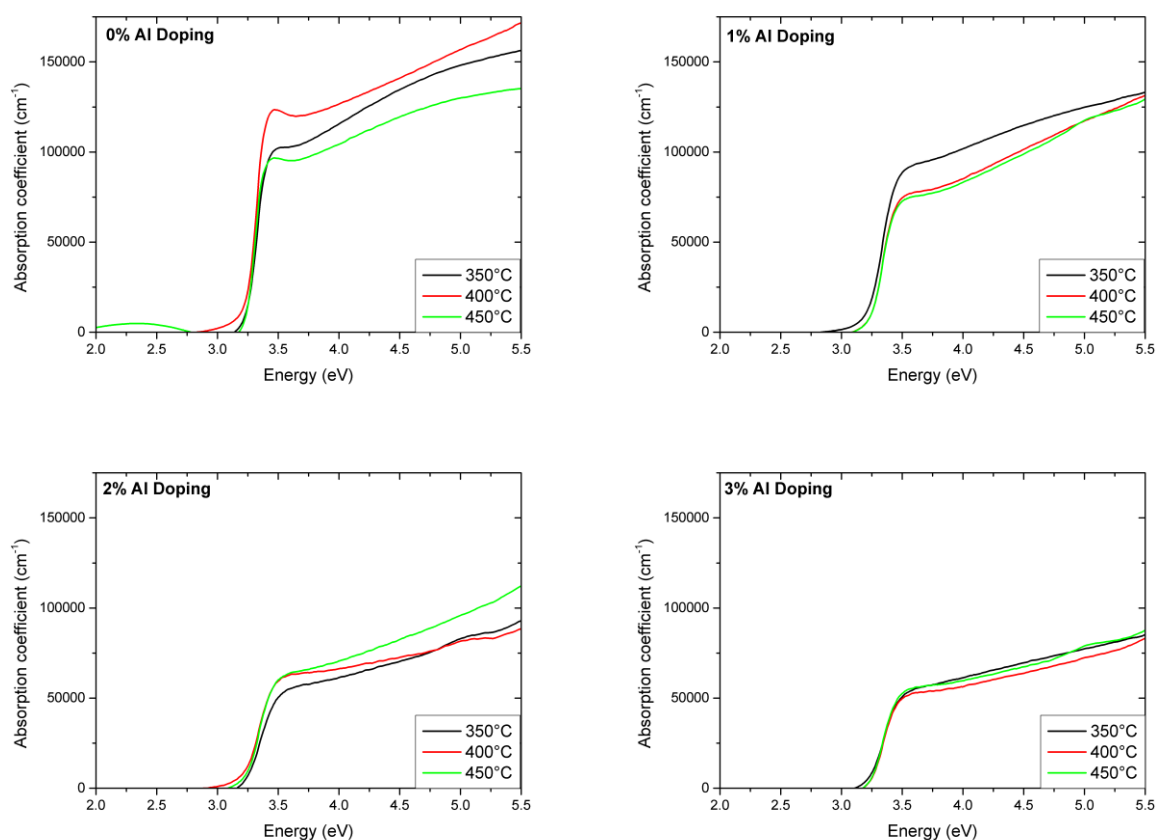 0% Al Doping
Absorption coefficient (cm⁻¹)
150000
100000
50000
0
350°C
400°C
450°C
2.0 2.5 3.0 3.5 4.0 4.5 5.0 5.5
Energy (eV)
1% Al Doping
Absorption coefficient (cm⁻¹)
150000
100000
50000
0
350°C
400°C
450°C
2.0 2.5 3.0 3.5 4.0 4.5 5.0 5.5
Energy (eV)
2% Al Doping
Absorption coefficient (cm⁻¹)
150000
100000
50000
0
350°C
400°C
450°C
2.0 2.5 3.0 3.5 4.0 4.5 5.0 5.5
Energy (eV)
3% Al Doping
Absorption coefficient (cm⁻¹)
150000
100000
50000
0
350°C
400°C
450°C
2.0 2.5 3.0 3.5 4.0 4.5 5.0 5.5
Energy (eV)